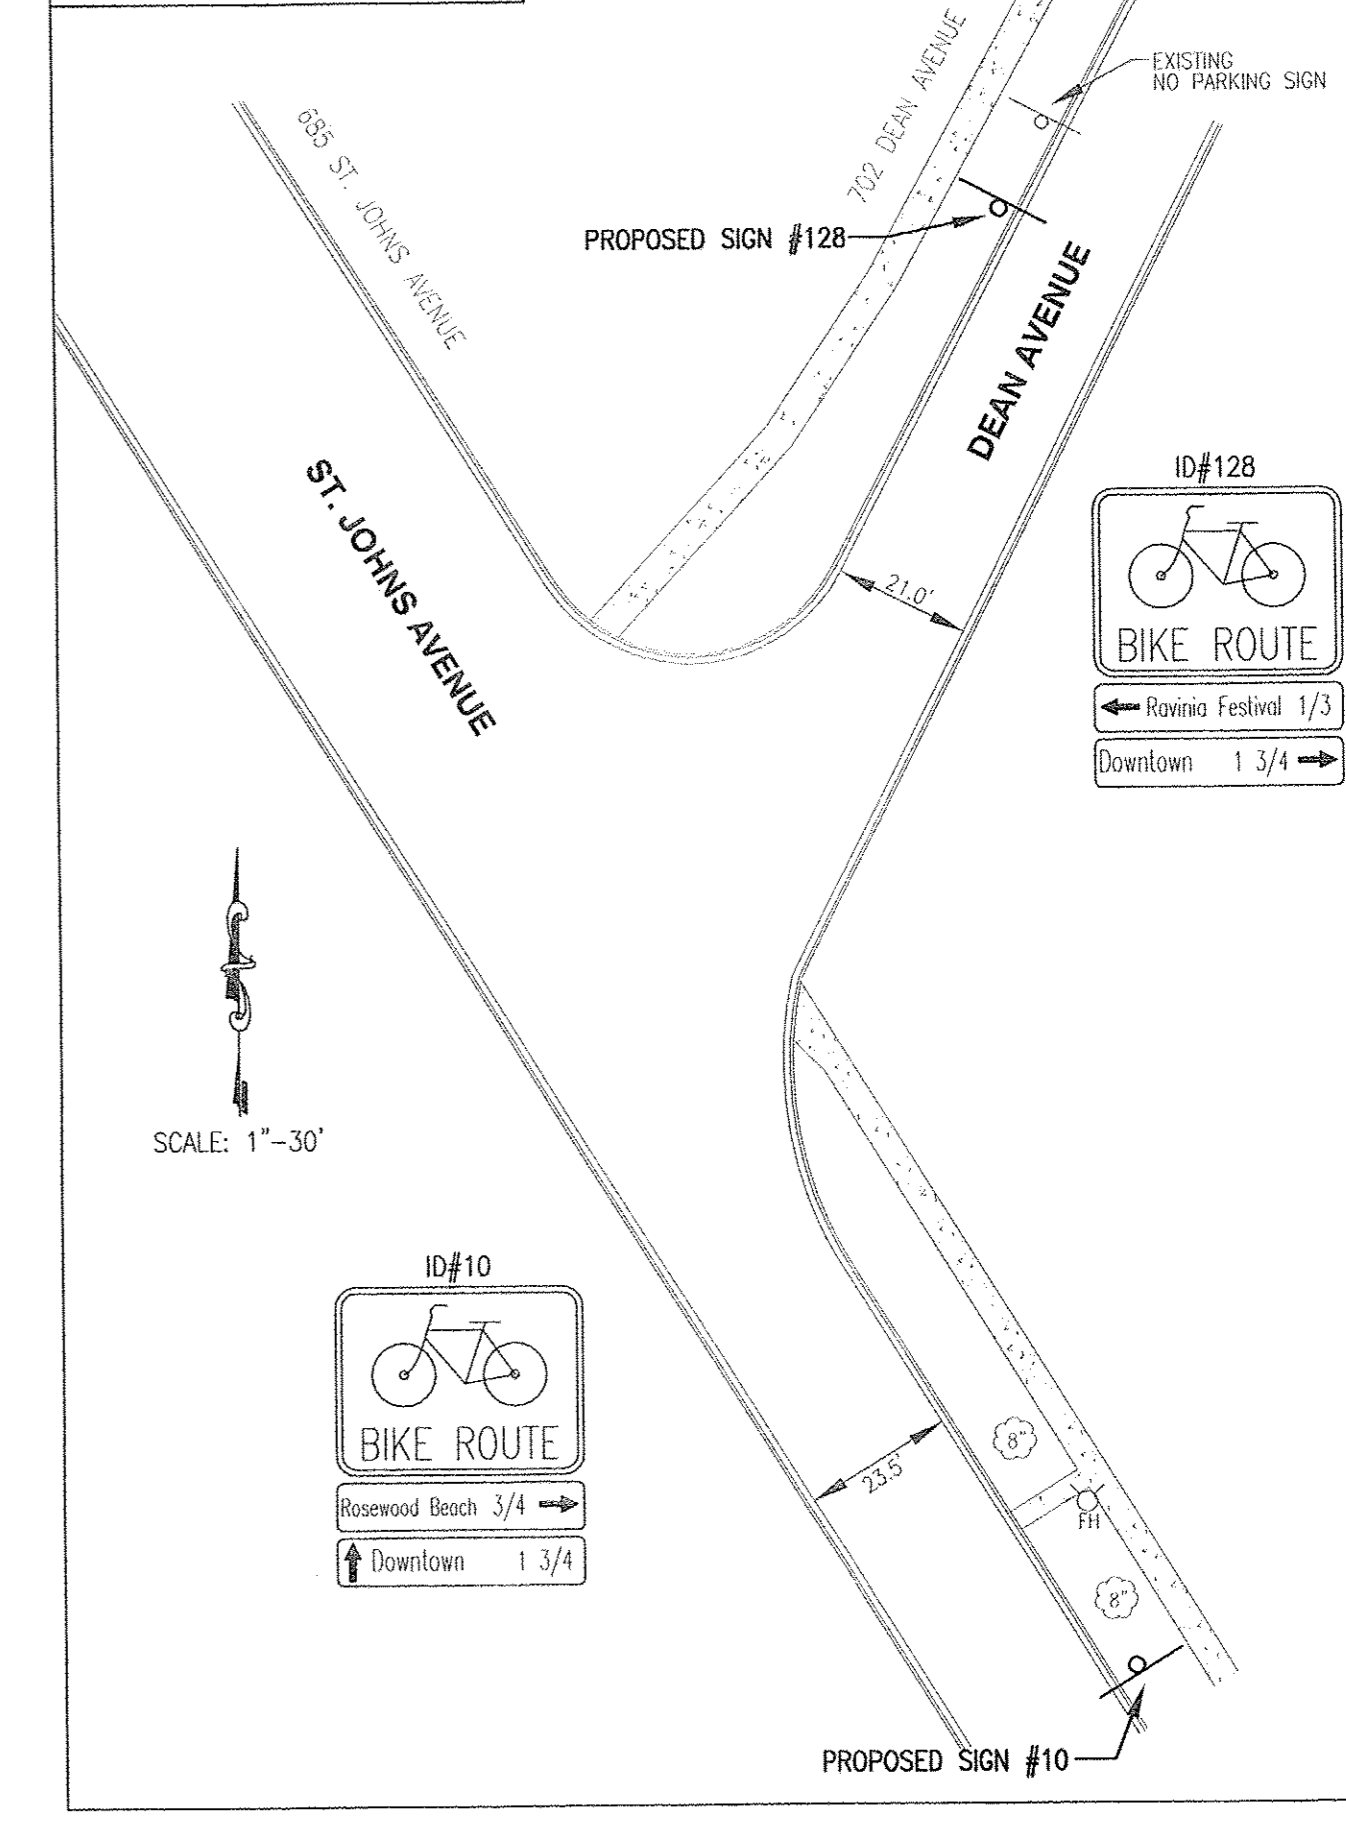 EXISTING
NO PARKING SIGN
702 DEAN AVENUE
685 ST. JOHNS AVENUE
PROPOSED SIGN #128
DEAN AVENUE
ST. JOHNS AVENUE
ID#128
21.0'
BIKE ROUTE
Ravinia Festival 1/3
Downtown 1 3/4
SCALE: 1"-30'
ID#10
BIKE ROUTE
Rosewood Beach 3/4
Downtown 1 3/4
8"
23.5'
FH
8"
PROPOSED SIGN #10